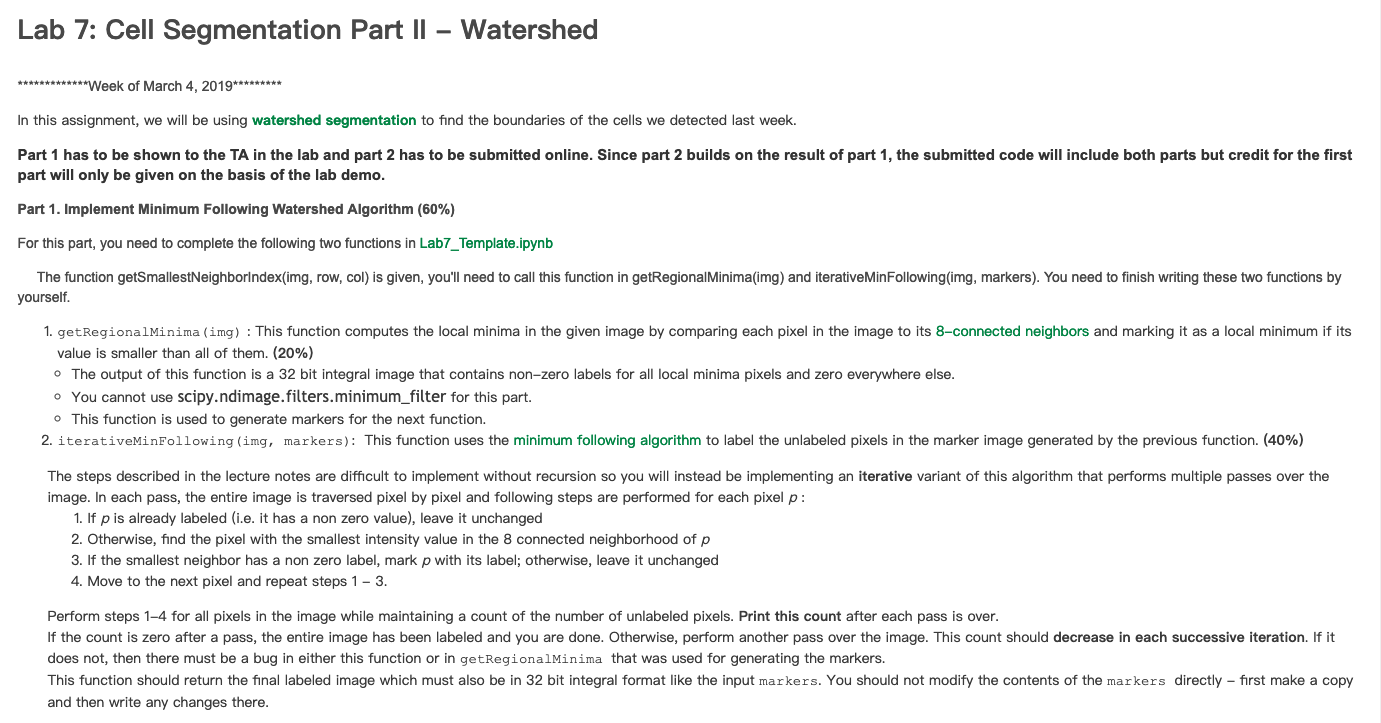 Lab 7: Cell Segmentation Part II – Watershed
*************Week of March 4, 2019*********
In this assignment, we will be using watershed segmentation to find the boundaries of the cells we detected last week.
Part 1 has to be shown to the TA in the lab and part 2 has to be submitted online. Since part 2 builds on the result of part 1, the submitted code will include both parts but credit for the first
part will only be given on the basis of the lab demo.
Part 1. Implement Minimum Following Watershed Algorithm (60%)
For this part, you need to complete the following two functions in Lab7_Template.ipynb
The function getSmallestNeighborIndex(img, row, col) is given, you'll need to call this function in getRegionalMinima(img) and iterativeMinFollowing(img, markers). You need to finish writing these two functions by
yourself.
1. getRegionalMinima(img) : This function computes the local minima in the given image by comparing each pixel in the image to its 8–connected neighbors and marking it as a local minimum if its
value is smaller than all of them. (20%)
○ The output of this function is a 32 bit integral image that contains non–zero labels for all local minima pixels and zero everywhere else.
○ You cannot use scipy.ndimage.filters.minimum_filter for this part.
○ This function is used to generate markers for the next function.
2. iterativeMinFollowing(img, markers): This function uses the minimum following algorithm to label the unlabeled pixels in the marker image generated by the previous function. (40%)
The steps described in the lecture notes are difficult to implement without recursion so you will instead be implementing an iterative variant of this algorithm that performs multiple passes over the
image. In each pass, the entire image is traversed pixel by pixel and following steps are performed for each pixel p :
1. If p is already labeled (i.e. it has a non zero value), leave it unchanged
2. Otherwise, find the pixel with the smallest intensity value in the 8 connected neighborhood of p
3. If the smallest neighbor has a non zero label, mark p with its label; otherwise, leave it unchanged
4. Move to the next pixel and repeat steps 1 – 3.
Perform steps 1–4 for all pixels in the image while maintaining a count of the number of unlabeled pixels. Print this count after each pass is over.
If the count is zero after a pass, the entire image has been labeled and you are done. Otherwise, perform another pass over the image. This count should decrease in each successive iteration. If it
does not, then there must be a bug in either this function or in getRegionalMinima that was used for generating the markers.
This function should return the final labeled image which must also be in 32 bit integral format like the input markers. You should not modify the contents of the markers directly – first make a copy
and then write any changes there.